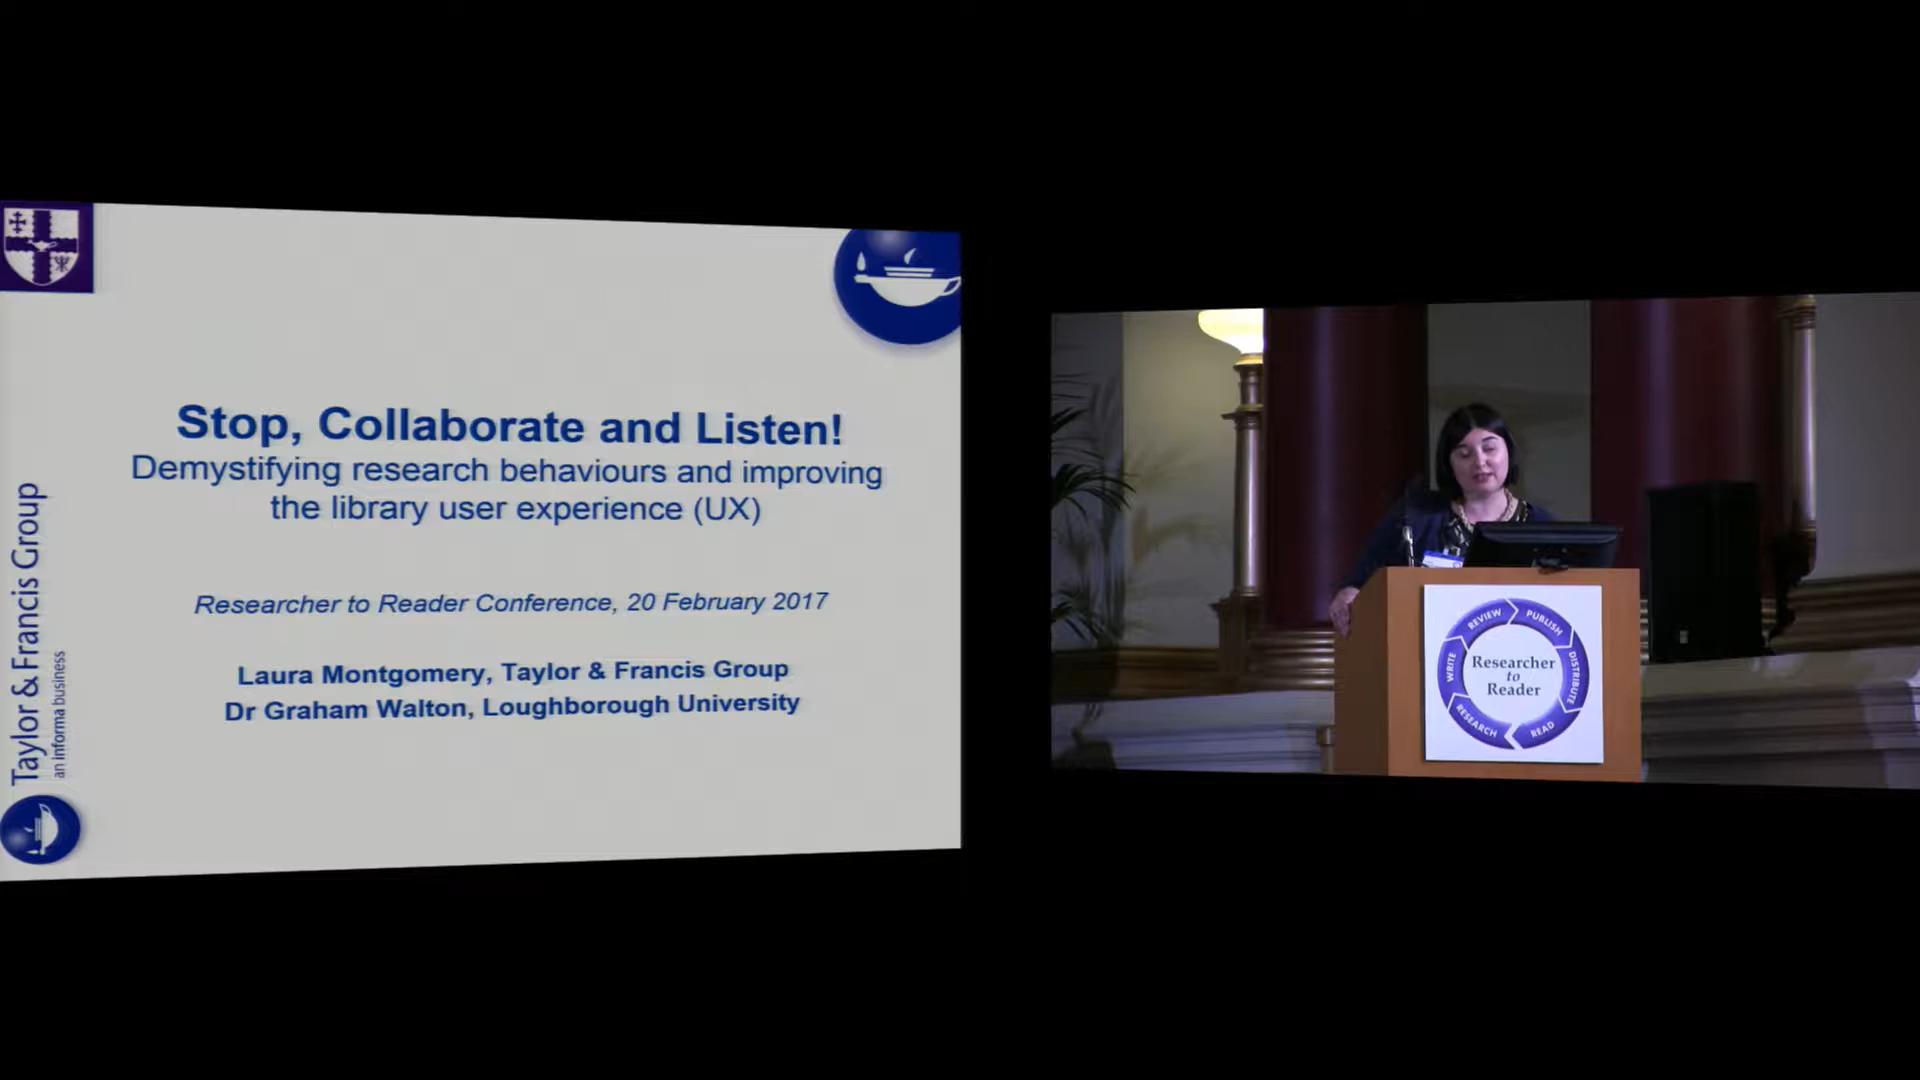 Stop, Collaborate and Listen!
Demystifying research behaviours and improving
the library user experience (UX)
Researcher to Reader Conference, 20 February 2017
Laura Montgomery, Taylor & Francis Group
Dr Graham Walton, Loughborough University
Taylor & Francis Group
an informa business
REVIEW
PUBLISH
DISTRIBUTE
READ
RESEARCH
WRITE
Researcher
to
Reader